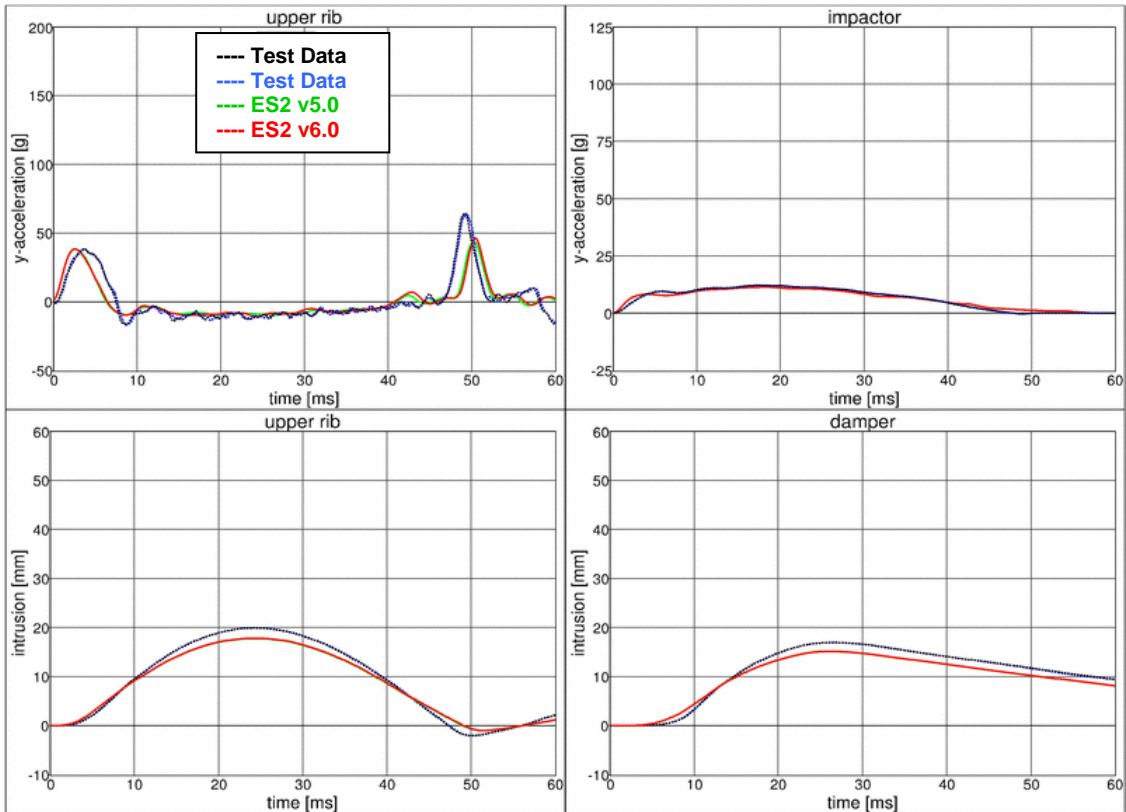 upper rib
200
150
100
50
0
-50
y-acceleration [g]
---- Test Data
---- Test Data
---- ES2 v5.0
---- ES2 v6.0
0 10 20 30 40 50 60
time [ms]
impactor
125
100
75
50
25
0
-25
y-acceleration [g]
0 10 20 30 40 50 60
time [ms]
upper rib
60
50
40
30
20
10
0
-10
intrusion [mm]
0 10 20 30 40 50 60
time [ms]
damper
60
50
40
30
20
10
0
-10
intrusion [mm]
0 10 20 30 40 50 60
time [ms]